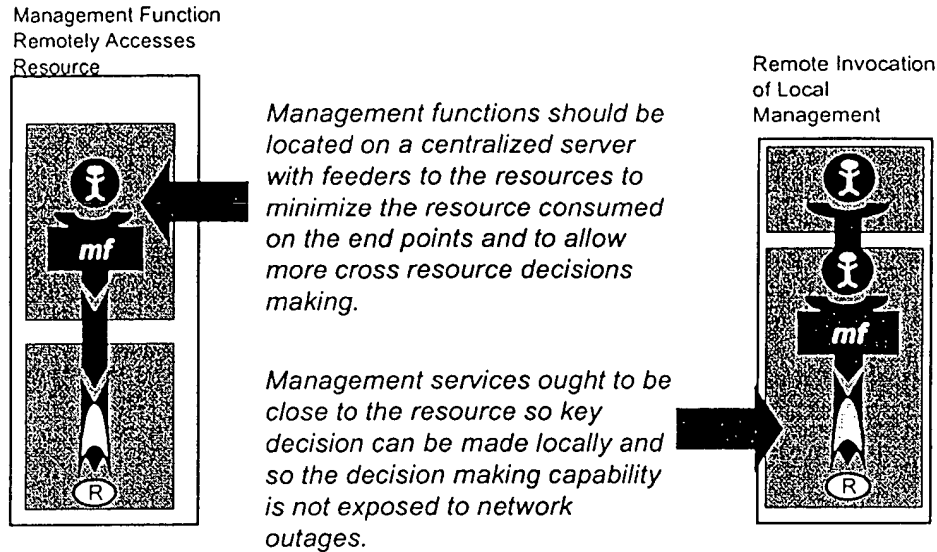 Management Function
Remotely Accesses
Resource
mf
R
Management functions should be
located on a centralized server
with feeders to the resources to
minimize the resource consumed
on the end points and to allow
more cross resource decisions
making.
Management services ought to be
close to the resource so key
decision can be made locally and
so the decision making capability
is not exposed to network
outages.
Remote Invocation
of Local
Management
mf
R